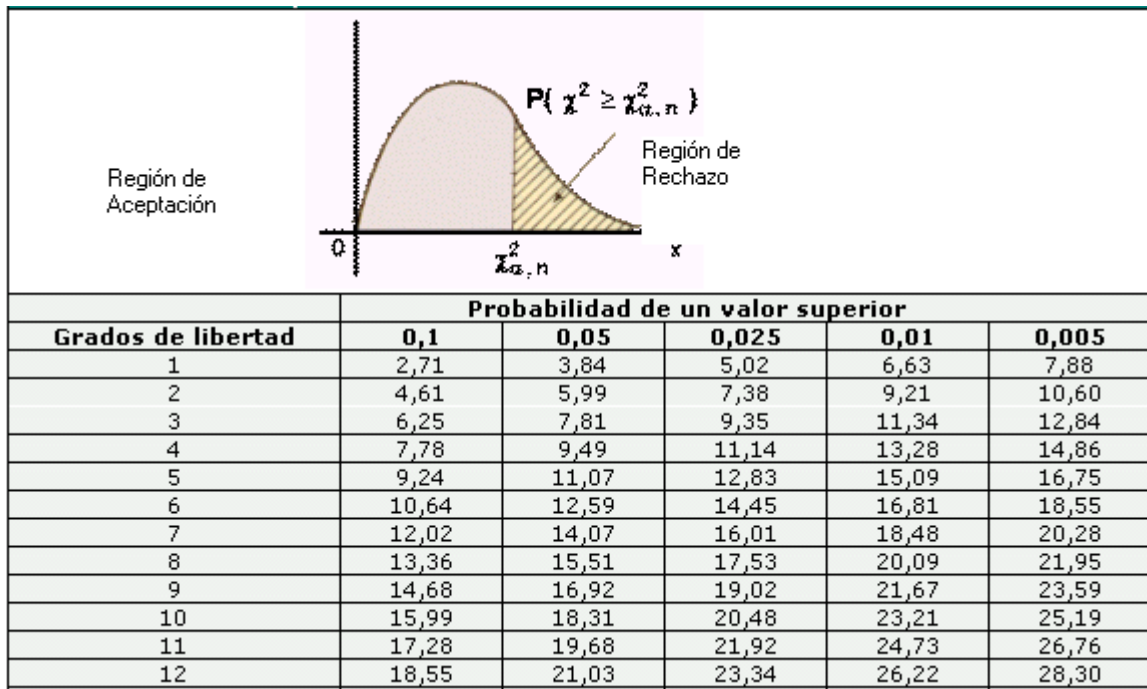 P( χ² ≥ χ²α, n )
Región de
Rechazo
Región de
Aceptación
0
χ²α, n
x
Probabilidad de un valor superior
Grados de libertad 0,1 0,05 0,025 0,01 0,005
1 2,71 3,84 5,02 6,63 7,88
2 4,61 5,99 7,38 9,21 10,60
3 6,25 7,81 9,35 11,34 12,84
4 7,78 9,49 11,14 13,28 14,86
5 9,24 11,07 12,83 15,09 16,75
6 10,64 12,59 14,45 16,81 18,55
7 12,02 14,07 16,01 18,48 20,28
8 13,36 15,51 17,53 20,09 21,95
9 14,68 16,92 19,02 21,67 23,59
10 15,99 18,31 20,48 23,21 25,19
11 17,28 19,68 21,92 24,73 26,76
12 18,55 21,03 23,34 26,22 28,30